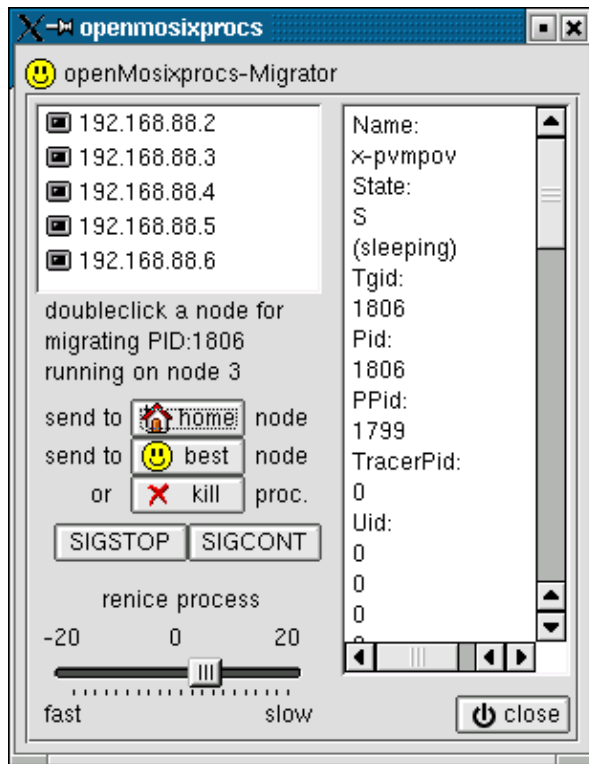 openmosixprocs
openMosixprocs-Migrator
192.168.88.2
192.168.88.3
192.168.88.4
192.168.88.5
192.168.88.6
doubleclick a node for
migrating PID:1806
running on node 3
send to home node
send to best node
or kill proc.
SIGSTOP SIGCONT
renice process
-20 0 20
fast slow
Name:
x-pvmpov
State:
S
(sleeping)
Tgid:
1806
Pid:
1806
PPid:
1799
TracerPid:
0
Uid:
0
0
0
close